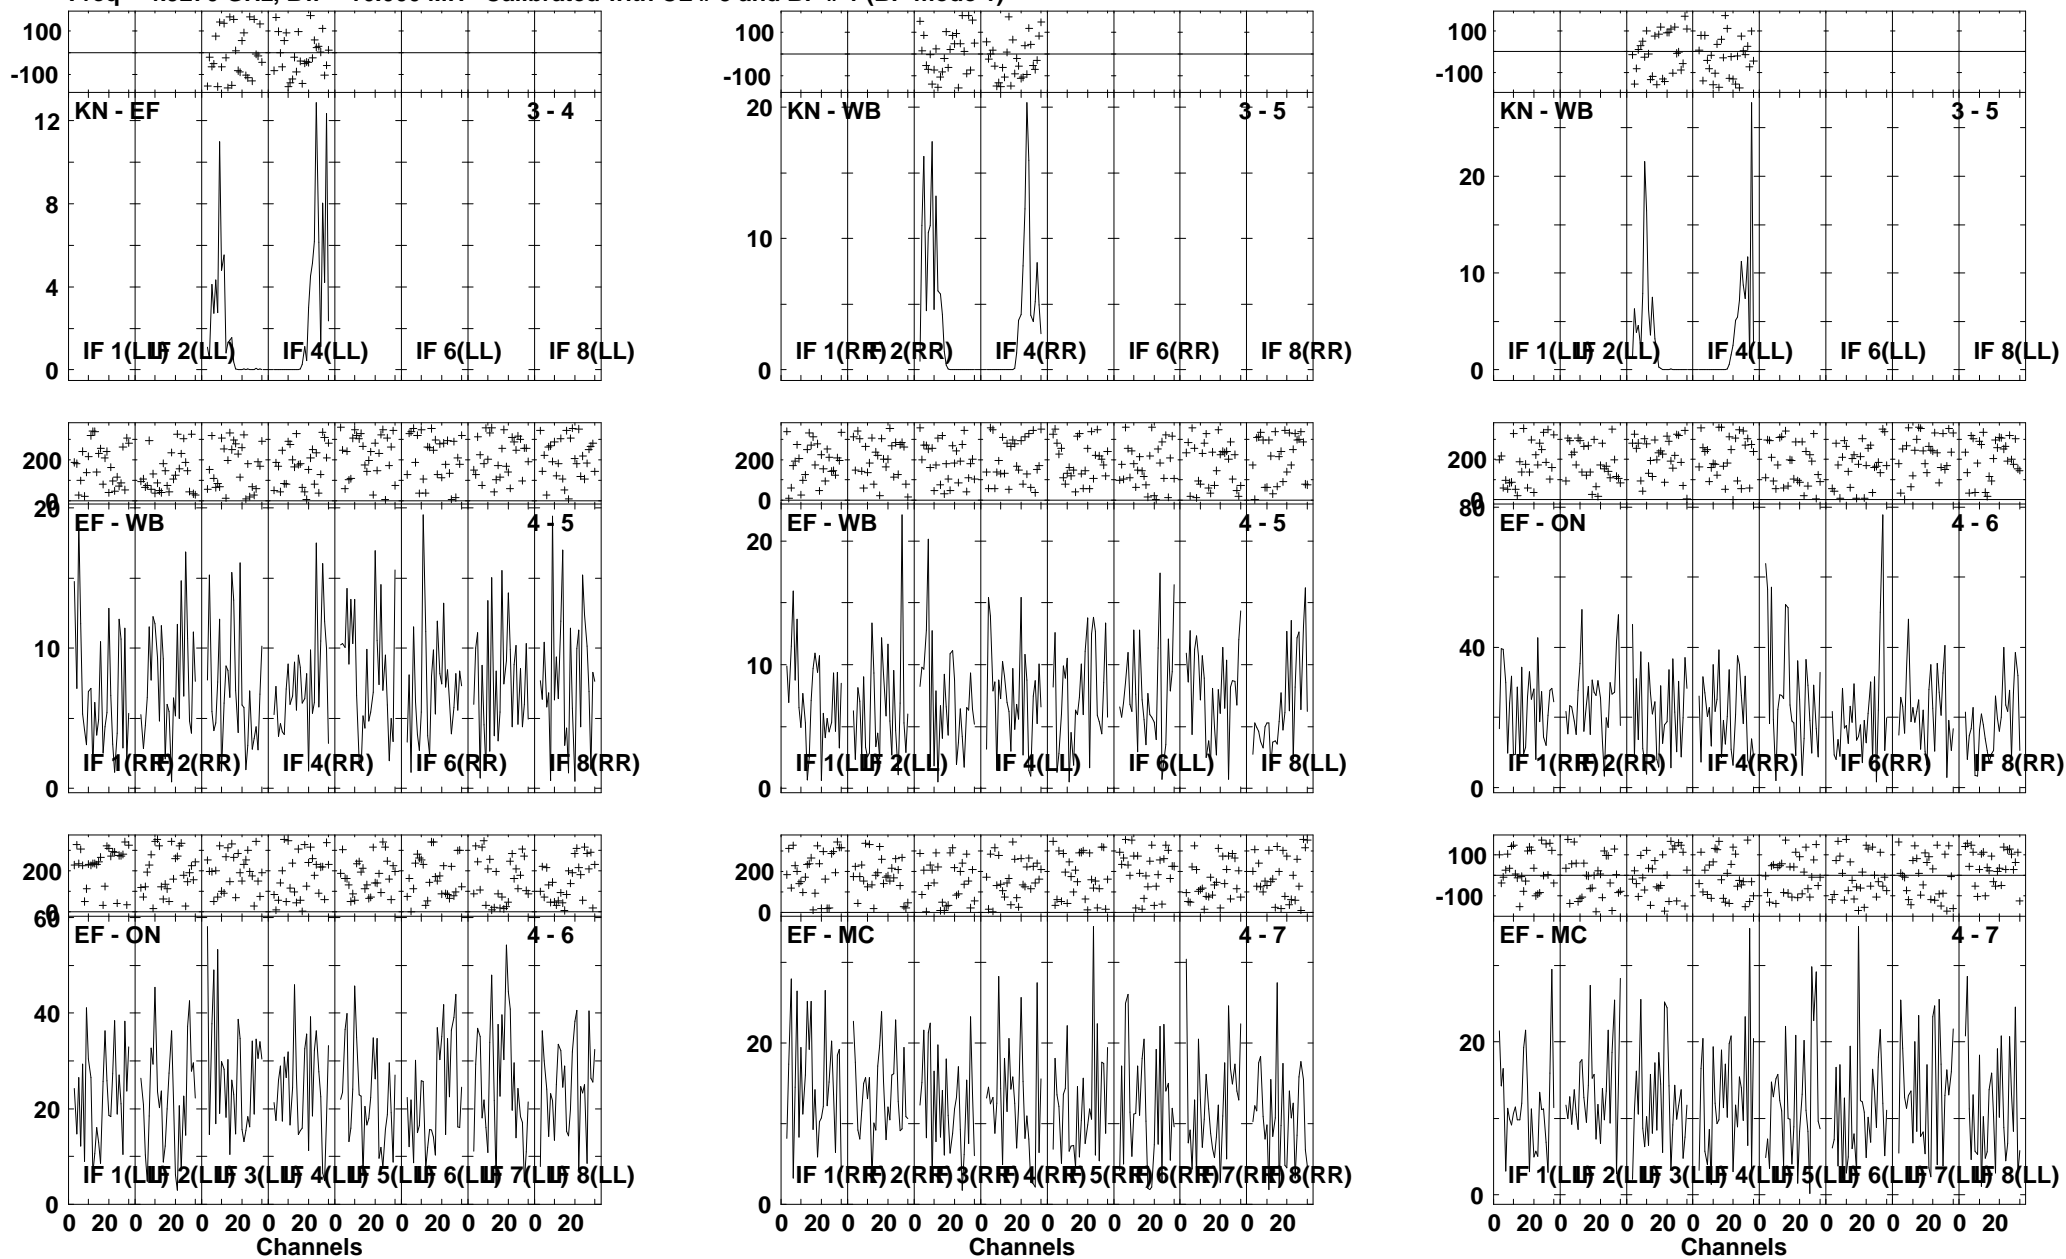 100
-100
KN - EF 3 - 4
12
8
4
0
IF 1(LL) IF 2(LL) IF 4(LL) IF 6(LL) IF 8(LL)
100
-100
KN - WB 3 - 5
20
10
0
IF 1(RR) IF 2(RR) IF 4(RR) IF 6(RR) IF 8(RR)
100
-100
KN - WB 3 - 5
20
10
0
IF 1(LL) IF 2(LL) IF 4(LL) IF 6(LL) IF 8(LL)
200
0
20
EF - WB 4 - 5
10
0
IF 1(RR) IF 2(RR) IF 4(RR) IF 6(RR) IF 8(RR)
200
0
EF - WB 4 - 5
20
10
0
IF 1(LL) IF 2(LL) IF 4(LL) IF 6(LL) IF 8(LL)
200
0
80
EF - ON 4 - 6
40
0
IF 1(RR) IF 2(RR) IF 4(RR) IF 6(RR) IF 8(RR)
200
0
60
EF - ON 4 - 6
40
20
0
IF 1(LL) IF 2(LL) IF 3(LL) IF 4(LL) IF 5(LL) IF 6(LL) IF 7(LL) IF 8(LL)
0 20 0 20 0 20 0 20 0 20 0 20 0 20 0 20
Channels
200
0
EF - MC 4 - 7
20
0
IF 1(RR) IF 2(RR) IF 3(RR) IF 4(RR) IF 5(RR) IF 6(RR) IF 7(RR) IF 8(RR)
0 20 0 20 0 20 0 20 0 20 0 20 0 20 0 20
Channels
100
-100
EF - MC 4 - 7
20
0
IF 1(LL) IF 2(LL) IF 3(LL) IF 4(LL) IF 5(LL) IF 6(LL) IF 7(LL) IF 8(LL)
0 20 0 20 0 20 0 20 0 20 0 20 0 20 0 20
Channels